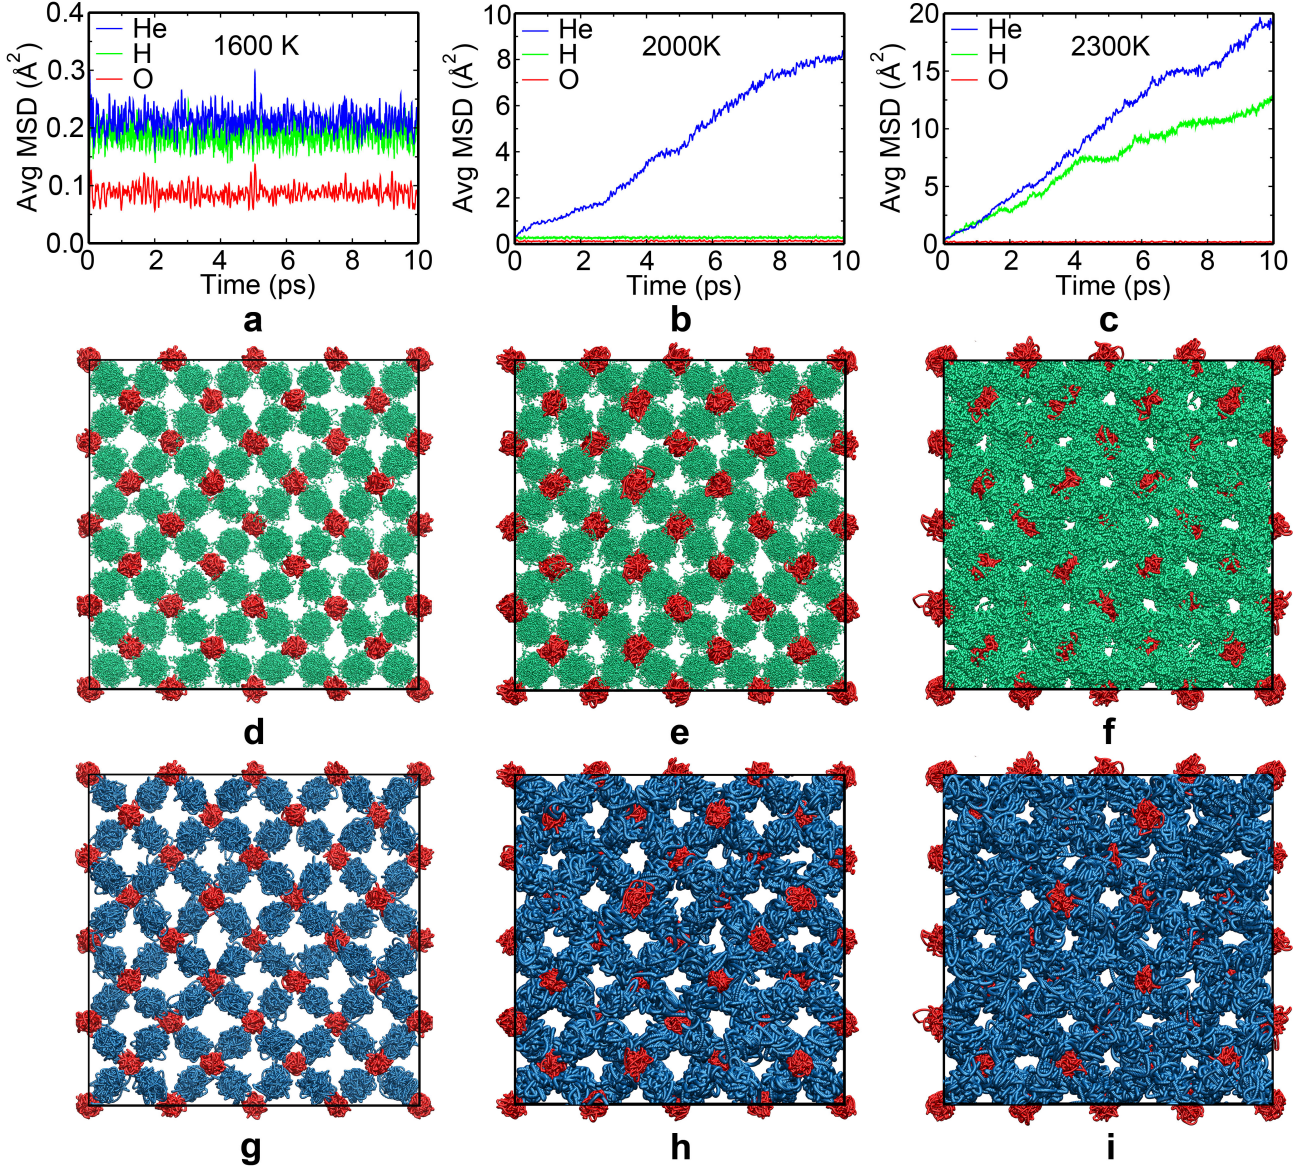 0.4
0.3
0.2
0.1
0.0
Avg MSD (Å²)
He
H
O
1600 K
0 2 4 6 8 10
Time (ps)
a
10
8
6
4
2
0
Avg MSD (Å²)
He
H
O
2000K
0 2 4 6 8 10
Time (ps)
b
20
15
10
5
0
Avg MSD (Å²)
He
H
O
2300K
0 2 4 6 8 10
Time (ps)
c
d
e
f
g
h
i